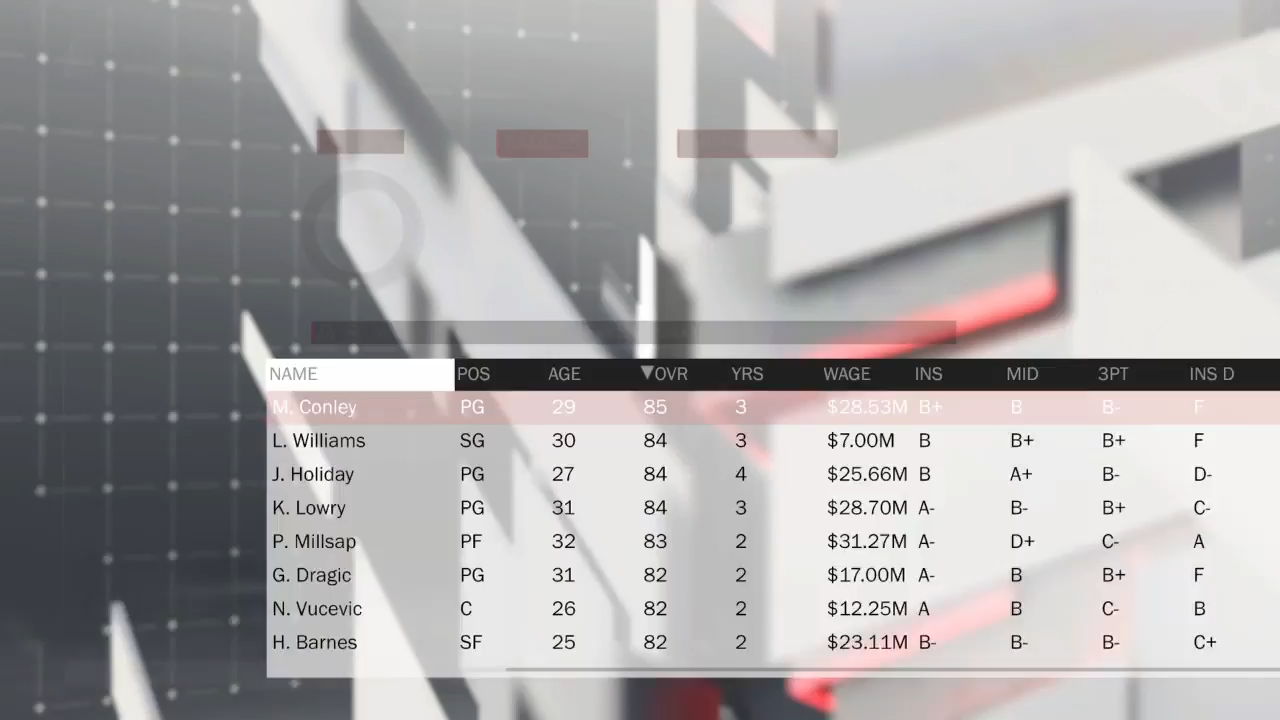 NAME POS AGE ▼OVR YRS WAGE INS MID 3PT INS D
M. Conley PG 29 85 3 $28.53M B+ B B- F
L. Williams SG 30 84 3 $7.00M B B+ B+ F
J. Holiday PG 27 84 4 $25.66M B A+ B- D-
K. Lowry PG 31 84 3 $28.70M A- B- B+ C-
P. Millsap PF 32 83 2 $31.27M A- D+ C- A
G. Dragic PG 31 82 2 $17.00M A- B B+ F
N. Vucevic C 26 82 2 $12.25M A B C- B
H. Barnes SF 25 82 2 $23.11M B- B- B- C+